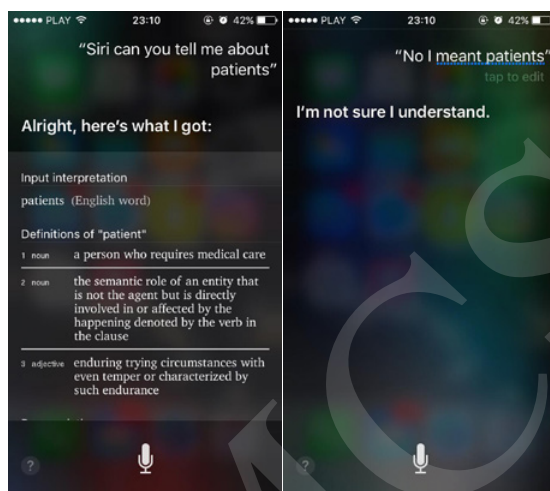 PLAY 23:10 42%
“Siri can you tell me about
patients”
Alright, here's what I got:
Input interpretation
patients (English word)
Definitions of "patient"
1 noun a person who requires medical care
2 noun the semantic role of an entity that
is not the agent but is directly
involved in or affected by the
happening denoted by the verb in
the clause
3 adjective enduring trying circumstances with
even temper or characterized by
such endurance
?
PLAY 23:10 42%
“No I meant patients”
tap to edit
I'm not sure I understand.
?